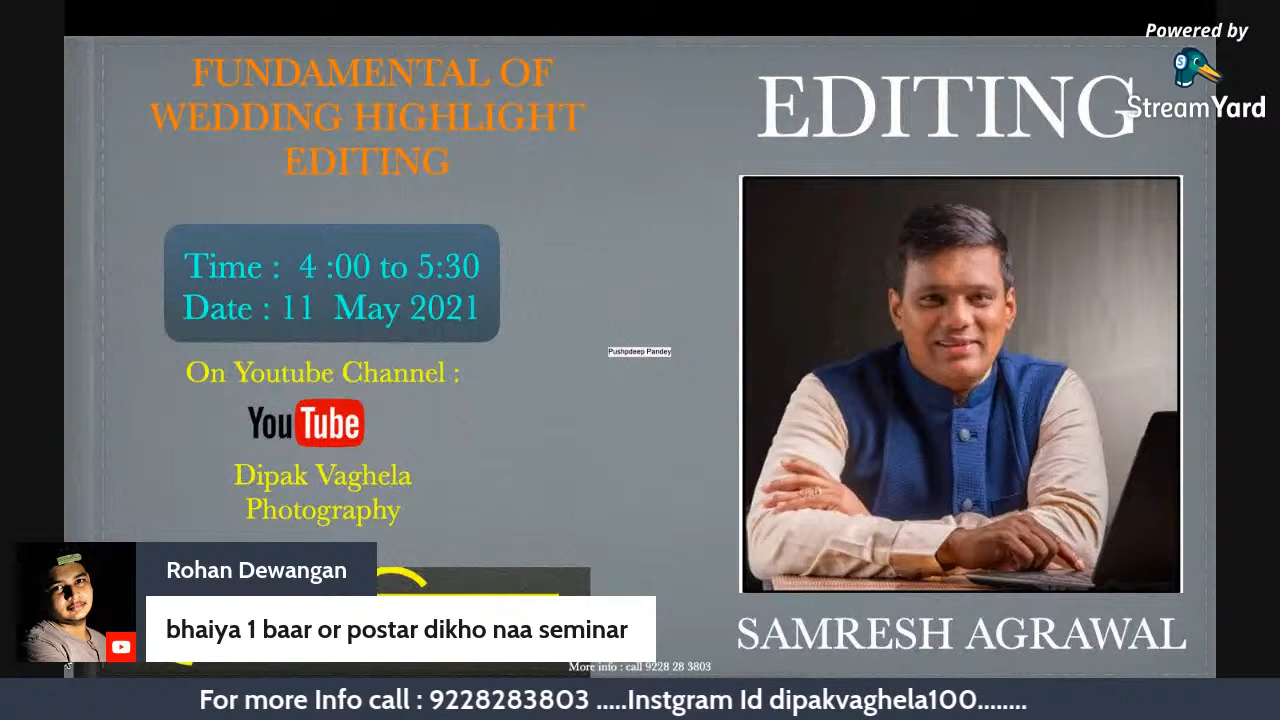 Powered by
StreamYard
FUNDAMENTAL OF
WEDDING HIGHLIGHT
EDITING
EDITING
Time : 4 :00 to 5:30
Date : 11 May 2021
Pushpdeep Pandey
On Youtube Channel :
YouTube
Dipak Vaghela
Photography
Rohan Dewangan
bhaiya 1 baar or postar dikho naa seminar
SAMRESH AGRAWAL
More info : call 9228 28 3803
For more Info call : 9228283803 .....Instgram Id dipakvaghela100........